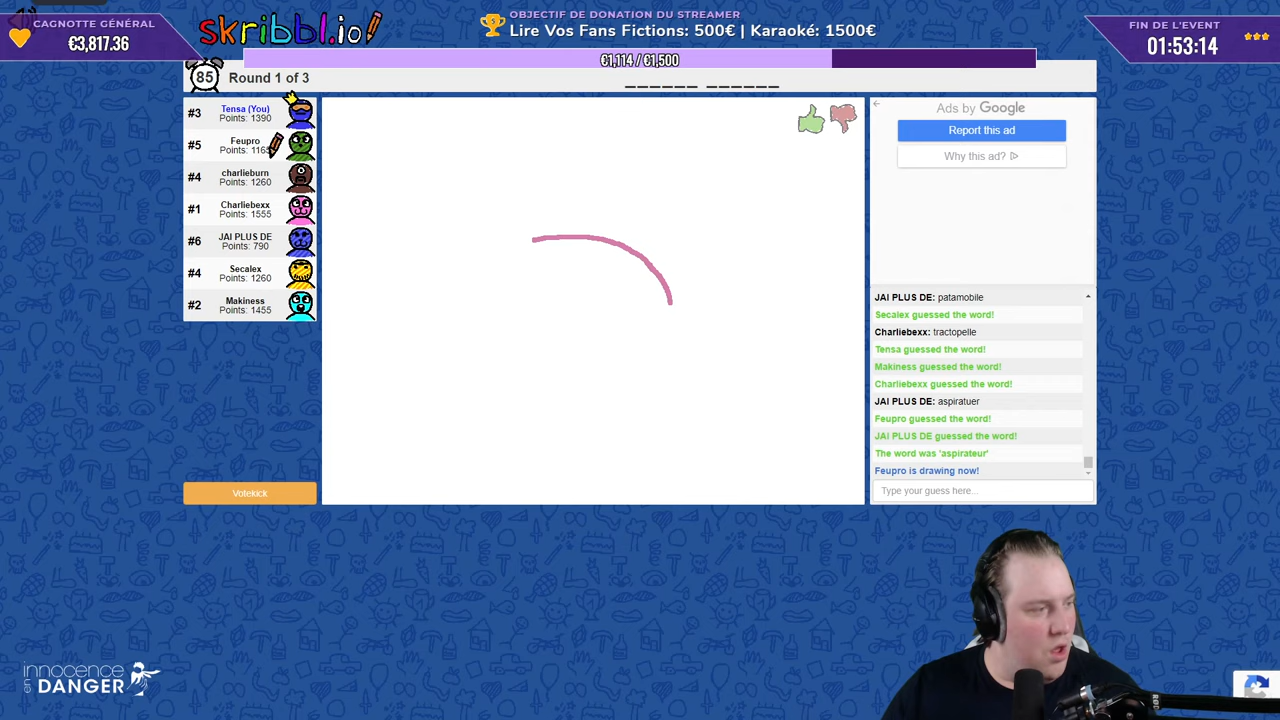 CAGNOTTE GÉNÉRAL
€3,817.36
skribbl.io
OBJECTIF DE DONATION DU STREAMER
Lire Vos Fans Fictions: 500€ | Karaoké: 1500€
€1,114 / €1,500
FIN DE L'EVENT
01:53:14
85
Round 1 of 3
______ ______
#3 Tensa (You)
Points: 1390
#5 Feupro
Points: 1165
#4 charlieburn
Points: 1260
#1 Charliebexx
Points: 1555
#6 JAI PLUS DE
Points: 790
#4 Secalex
Points: 1260
#2 Makiness
Points: 1455
Votekick
Ads by Google
Report this ad
Why this ad?
JAI PLUS DE: patamobile
Secalex guessed the word!
Charliebexx: tractopelle
Tensa guessed the word!
Makiness guessed the word!
Charliebexx guessed the word!
JAI PLUS DE: aspiratuer
Feupro guessed the word!
JAI PLUS DE guessed the word!
The word was 'aspirateur'
Feupro is drawing now!
Type your guess here...
innocence
en DANGER